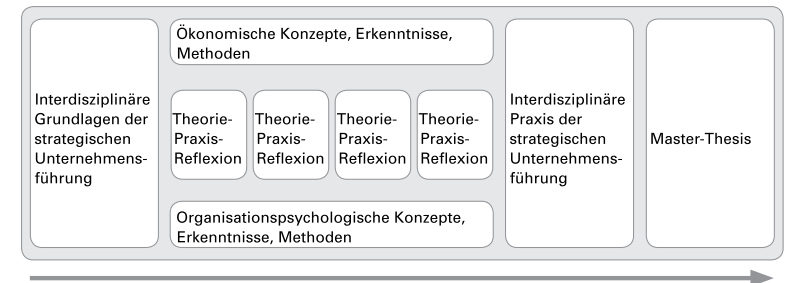 Interdisziplinäre
Grundlagen der
strategischen
Unternehmens-
führung
Ökonomische Konzepte, Erkenntnisse,
Methoden
Theorie-
Praxis-
Reflexion
Theorie-
Praxis-
Reflexion
Theorie-
Praxis-
Reflexion
Theorie-
Praxis-
Reflexion
Organisationspsychologische Konzepte,
Erkenntnisse, Methoden
Interdisziplinäre
Praxis der
strategischen
Unternehmens-
führung
Master-Thesis